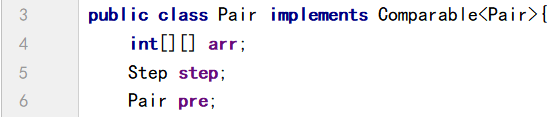 3 public class Pair implements Comparable<Pair>{
4 int[][] arr;
5 Step step;
6 Pair pre;